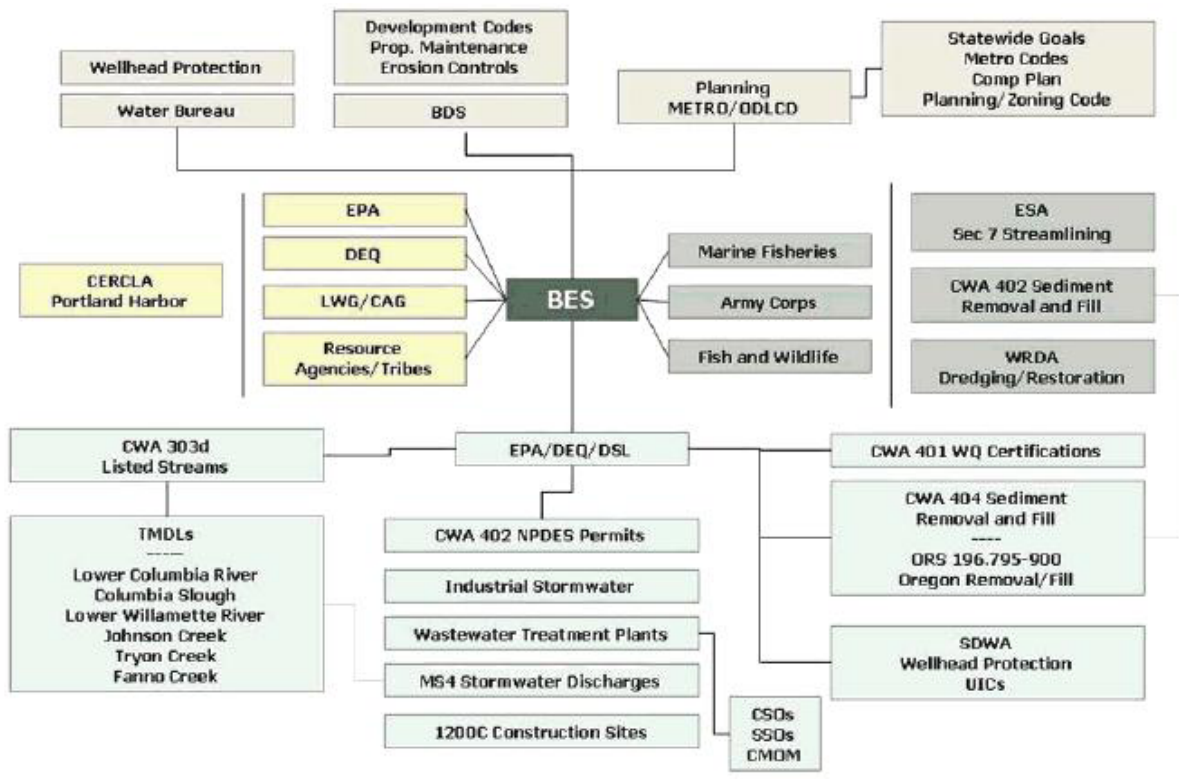 Development Codes
Prop. Maintenance
Erosion Controls
Statewide Goals
Metro Codes
Comp Plan
Planning/Zoning Code
Wellhead Protection
Planning
METRO/ODLCD
Water Bureau
BDS
EPA
DEQ
LWG/CAG
Resource
Agencies/Tribes
CERCLA
Portland Harbor
BES
Marine Fisheries
Army Corps
Fish and Wildlife
ESA
Sec 7 Streamlining
CWA 402 Sediment
Removal and Fill
WRDA
Dredging/Restoration
CWA 303d
Listed Streams
EPA/DEQ/DSL
CWA 401 WQ Certifications
TMDLs
-----
Lower Columbia River
Columbia Slough
Lower Willamette River
Johnson Creek
Tryon Creek
Fanno Creek
CWA 402 NPDES Permits
Industrial Stormwater
Wastewater Treatment Plants
MS4 Stormwater Discharges
1200C Construction Sites
CSOs
SSOs
CMOM
CWA 404 Sediment
Removal and Fill
----
ORS 196.795-900
Oregon Removal/Fill
SDWA
Wellhead Protection
UICs